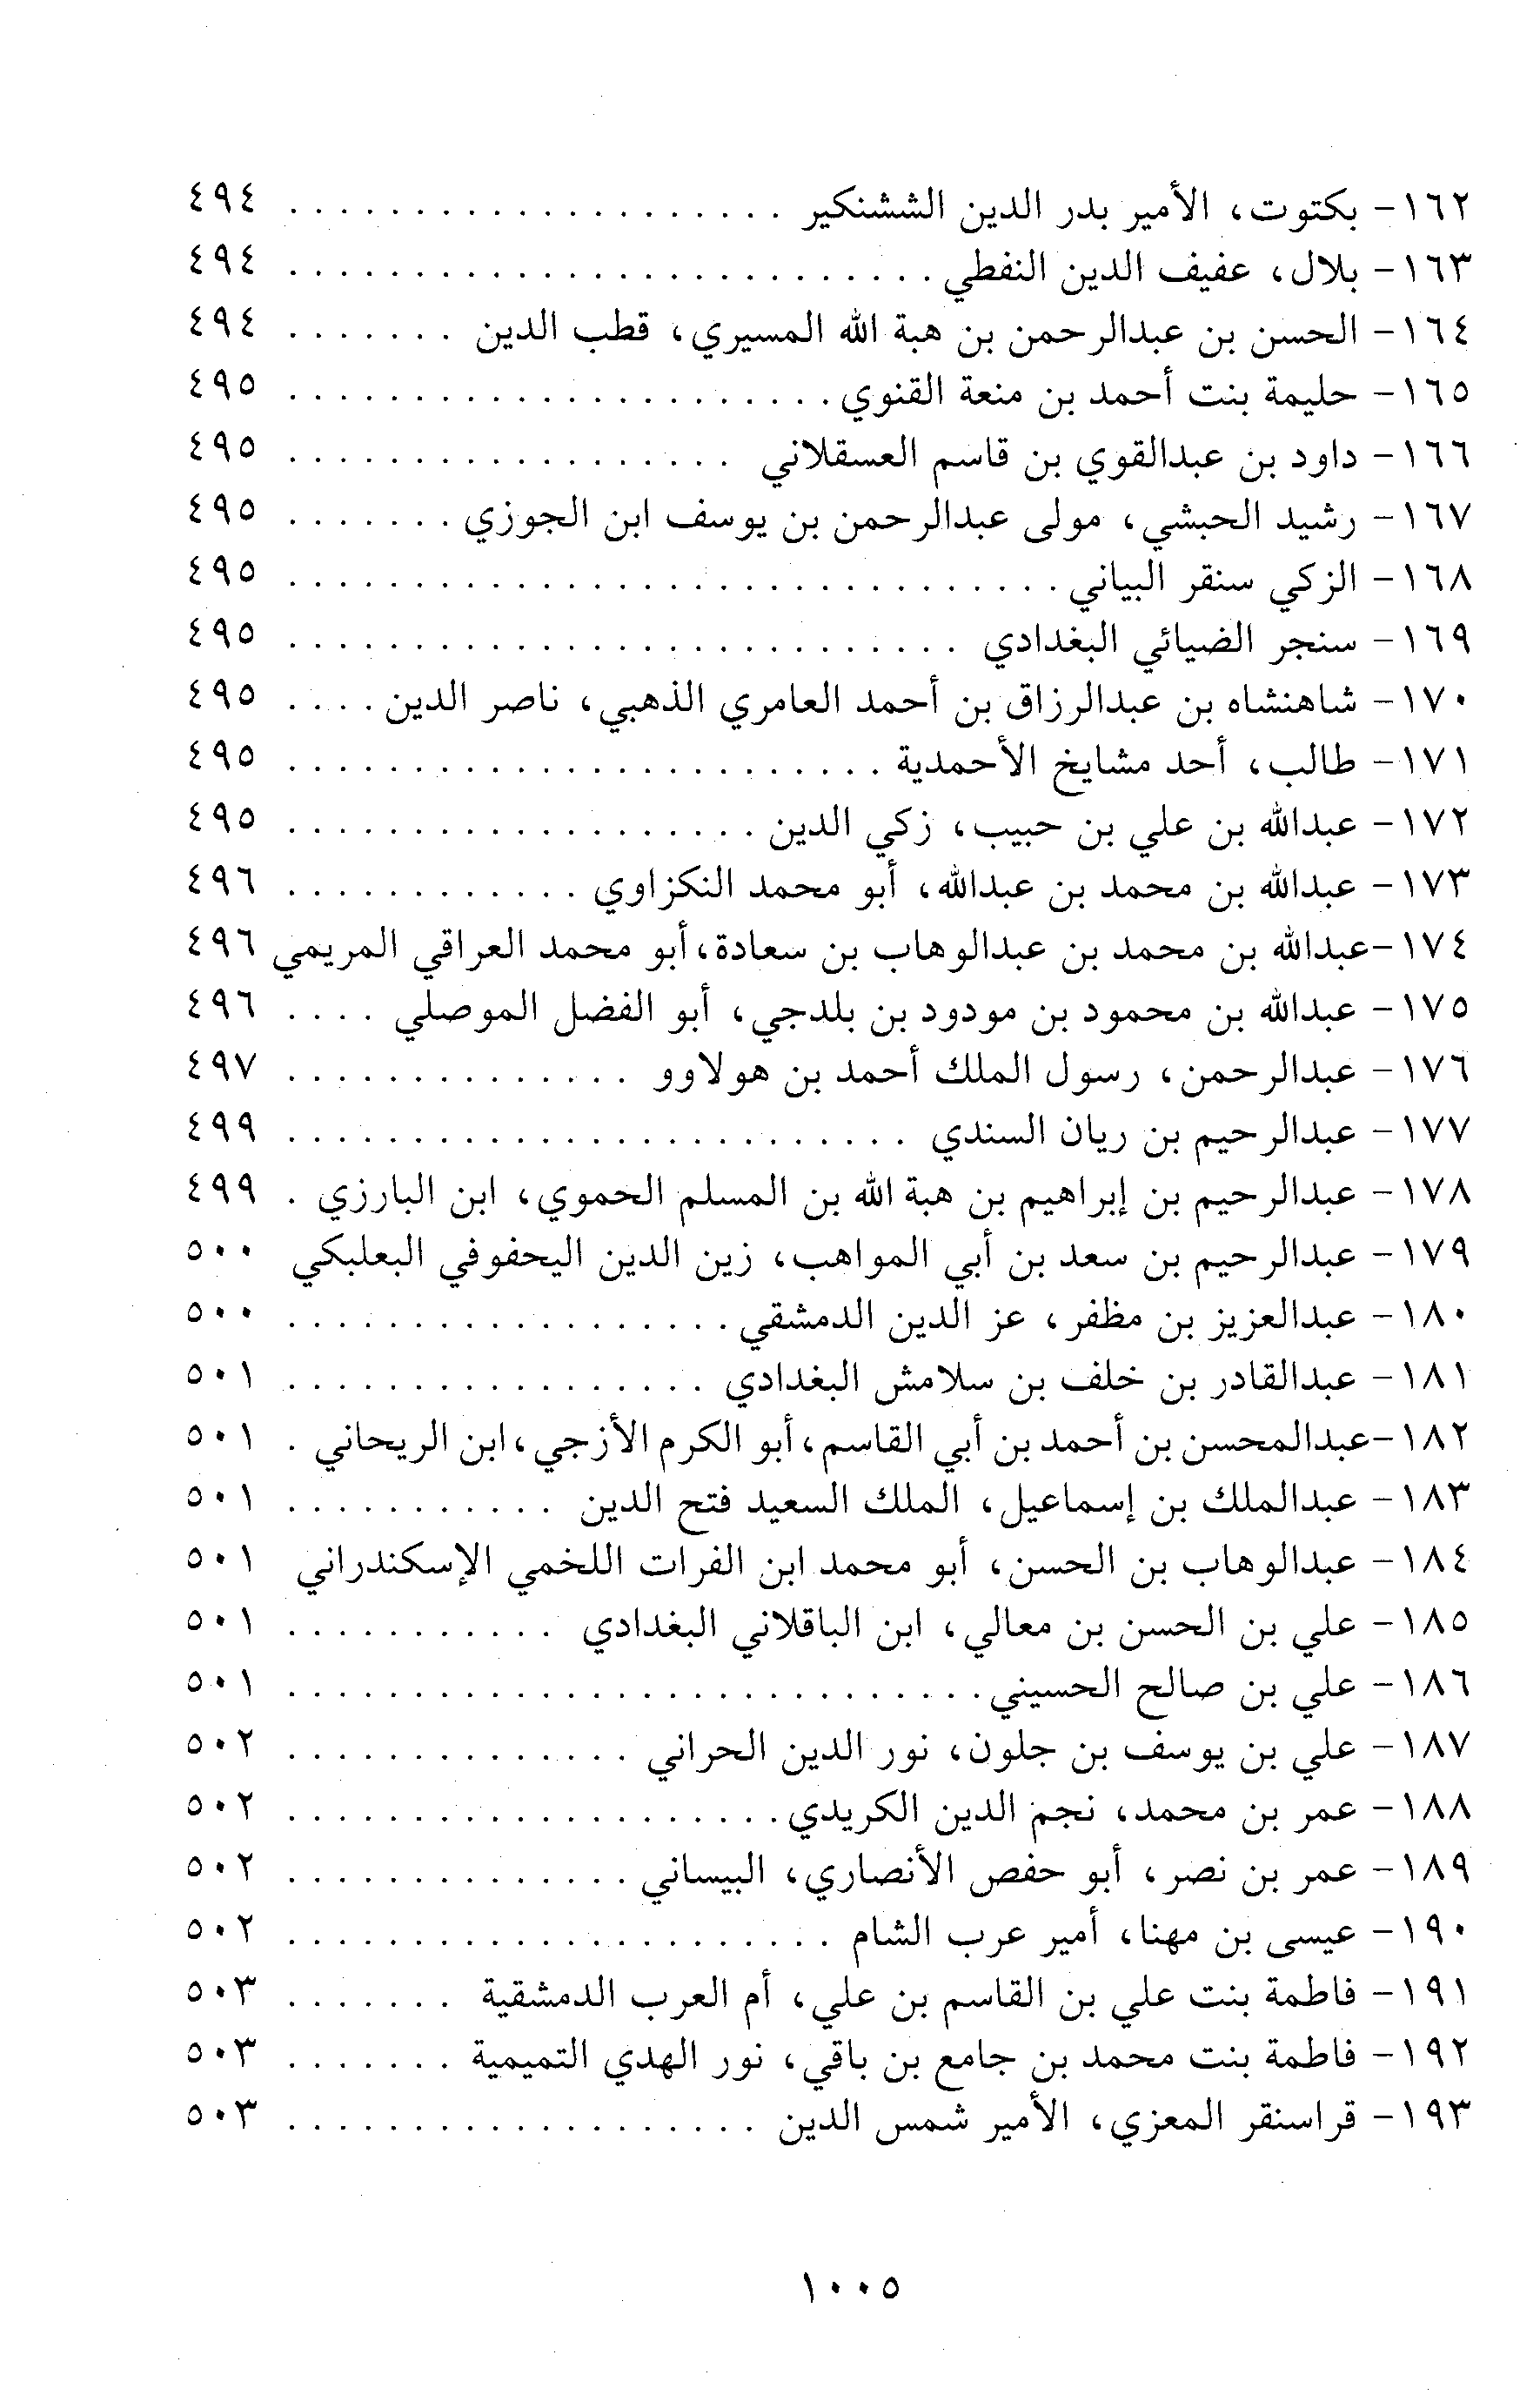 ١٦٢- بكتوت، الأمير بدر الدين الششنكير . . . . . . . . . . . . . . . . . . . . ٤٩٤
١٦٣- بلال، عفيف الدين النفطي . . . . . . . . . . . . . . . . . . . . . . . . . . ٤٩٤
١٦٤- الحسن بن عبدالرحمن بن هبة الله المسيري، قطب الدين . . . . . . . ٤٩٤
١٦٥- حليمة بنت أحمد بن منعة القنوي . . . . . . . . . . . . . . . . . . . . . . ٤٩٥
١٦٦- داود بن عبدالقوي بن قاسم العسقلاني . . . . . . . . . . . . . . . . . . ٤٩٥
١٦٧- رشيد الحبشي، مولى عبدالرحمن بن يوسف ابن الجوزي . . . . . . . ٤٩٥
١٦٨- الزكي سنقر البياني . . . . . . . . . . . . . . . . . . . . . . . . . . . . . . . ٤٩٥
١٦٩- سنجر الضيائي البغدادي . . . . . . . . . . . . . . . . . . . . . . . . . . . ٤٩٥
١٧٠- شاهنشاه بن عبدالرزاق بن أحمد العامري الذهبي، ناصر الدين . . . . ٤٩٥
١٧١- طالب، أحد مشايخ الأحمدية . . . . . . . . . . . . . . . . . . . . . . . . ٤٩٥
١٧٢- عبدالله بن علي بن حبيب، زكي الدين . . . . . . . . . . . . . . . . . . . ٤٩٥
١٧٣- عبدالله بن محمد بن عبدالله، أبو محمد النكزاوي . . . . . . . . . . . . ٤٩٦
١٧٤-عبدالله بن محمد بن عبدالوهاب بن سعادة،أبو محمد العراقي المريمي ٤٩٦
١٧٥- عبدالله بن محمود بن مودود بن بلدجي، أبو الفضل الموصلي . . . . ٤٩٦
١٧٦- عبدالرحمن، رسول الملك أحمد بن هولاوو . . . . . . . . . . . . . . ٤٩٧
١٧٧- عبدالرحيم بن ريان السندي . . . . . . . . . . . . . . . . . . . . . . . . . ٤٩٩
١٧٨- عبدالرحيم بن إبراهيم بن هبة الله بن المسلم الحموي، ابن البارزي . ٤٩٩
١٧٩- عبدالرحيم بن سعد بن أبي المواهب، زين الدين اليحفوفي البعلبكي ٥٠٠
١٨٠- عبدالعزيز بن مظفر، عز الدين الدمشقي . . . . . . . . . . . . . . . . . . ٥٠٠
١٨١- عبدالقادر بن خلف بن سلامش البغدادي . . . . . . . . . . . . . . . . . ٥٠١
١٨٢-عبدالمحسن بن أحمد بن أبي القاسم،أبو الكرم الأزجي،ابن الريحاني . ٥٠١
١٨٣- عبدالملك بن إسماعيل، الملك السعيد فتح الدين . . . . . . . . . . . ٥٠١
١٨٤- عبدالوهاب بن الحسن، أبو محمد ابن الفرات اللخمي الإسكندراني ٥٠١
١٨٥- علي بن الحسن بن معالي، ابن الباقلاني البغدادي . . . . . . . . . . . ٥٠١
١٨٦- علي بن صالح الحسيني . . . . . . . . . . . . . . . . . . . . . . . . . . . . ٥٠١
١٨٧- علي بن يوسف بن جلون، نور الدين الحراني . . . . . . . . . . . . . . ٥٠٢
١٨٨- عمر بن محمد، نجم الدين الكريدي . . . . . . . . . . . . . . . . . . . . ٥٠٢
١٨٩- عمر بن نصر، أبو حفص الأنصاري، البيساني . . . . . . . . . . . . . . ٥٠٢
١٩٠- عيسى بن مهنا، أمير عرب الشام . . . . . . . . . . . . . . . . . . . . . . ٥٠٢
١٩١- فاطمة بنت علي بن القاسم بن علي، أم العرب الدمشقية . . . . . . . ٥٠٣
١٩٢- فاطمة بنت محمد بن جامع بن باقي، نور الهدي التميمية . . . . . . . ٥٠٣
١٩٣- قراسنقر المعزي، الأمير شمس الدين . . . . . . . . . . . . . . . . . . . ٥٠٣
١٠٠٥